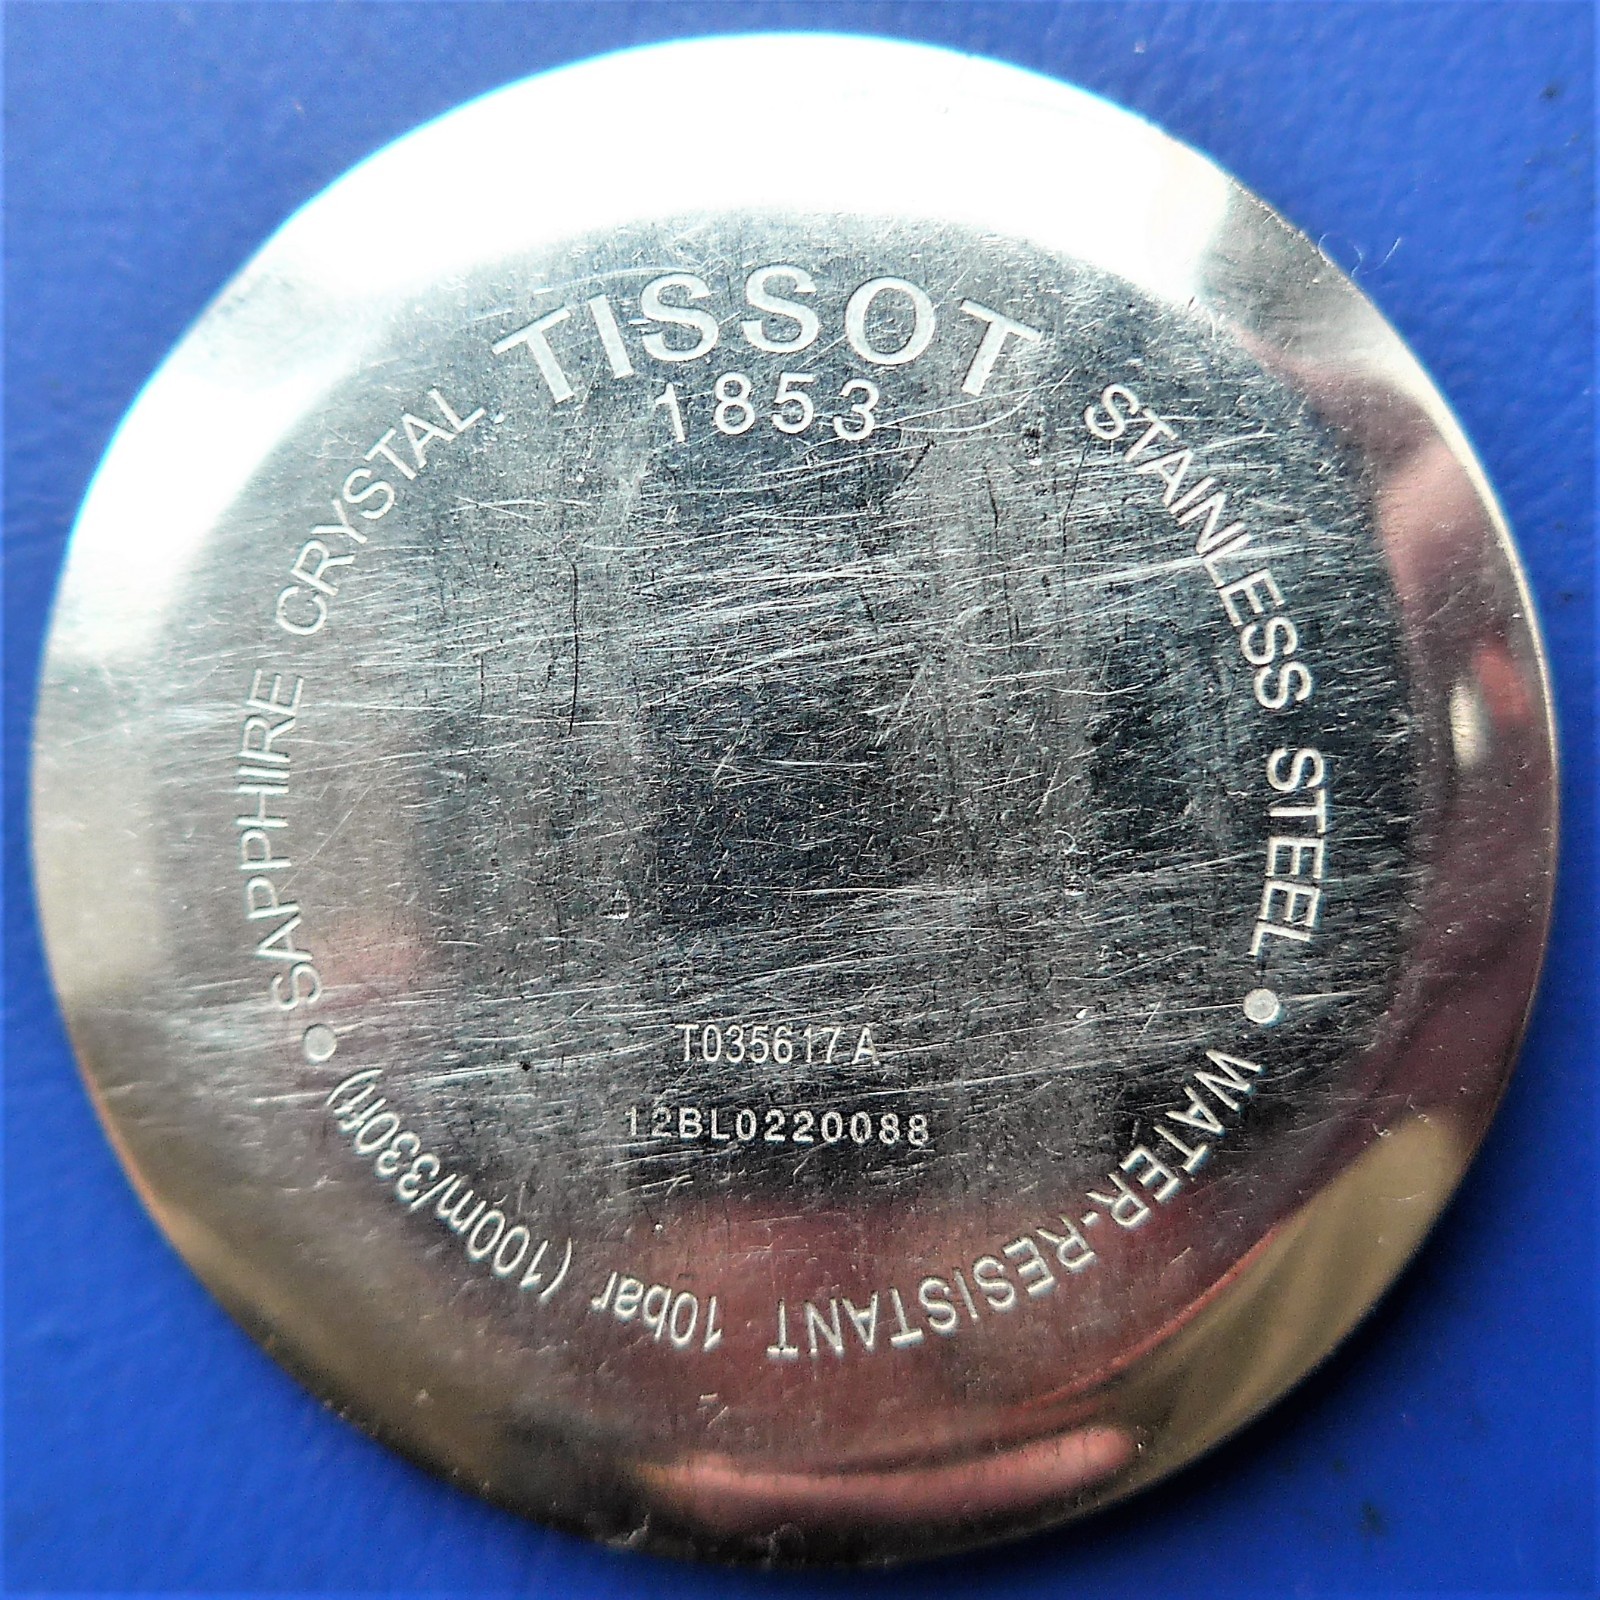 TISSOT
1853
STAINLESS STEEL • WATER-RESISTANT 10bar (100m/330ft) • SAPPHIRE CRYSTAL
T035617 A
12BL0220088